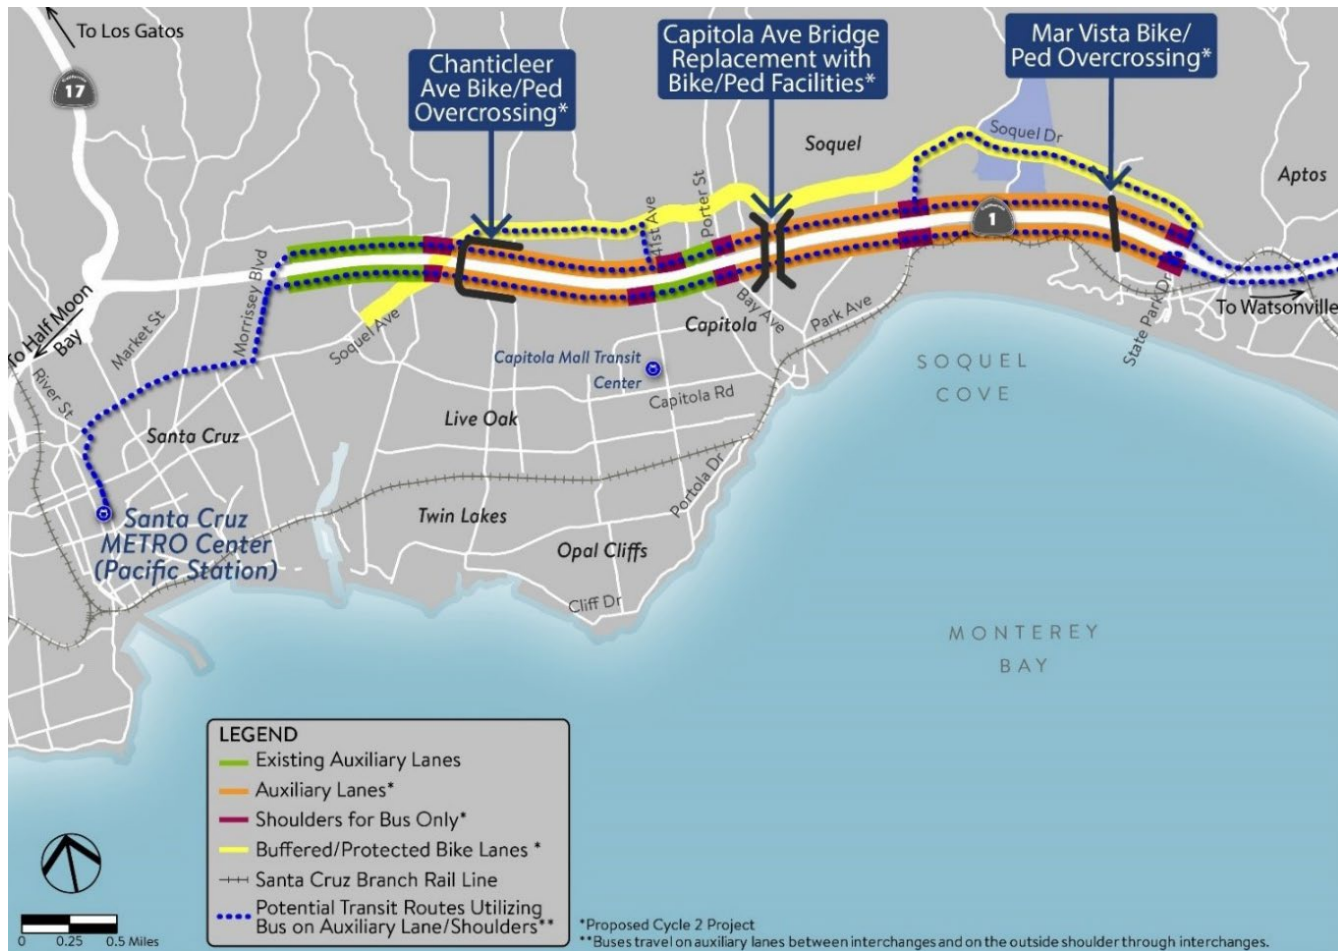 To Los Gatos
CALIFORNIA
17
Chanticleer
Ave Bike/Ped
Overcrossing*
Capitola Ave Bridge
Replacement with
Bike/Ped Facilities*
Mar Vista Bike/
Ped Overcrossing*
Soquel
Soquel Dr
Aptos
41st Ave
Porter St
1
Morrissey Blvd
Market St
To Half Moon
Bay
River St
Soquel Ave
Bay Ave
Park Ave
Capitola
State Park Dr
To Watsonville
Capitola Mall Transit
Center
Capitola Rd
SOQUEL
COVE
Santa Cruz
Live Oak
Portola Dr
Santa Cruz
METRO Center
(Pacific Station)
Twin Lakes
Opal Cliffs
Cliff Dr
MONTEREY
BAY
LEGEND
Existing Auxiliary Lanes
Auxiliary Lanes*
Shoulders for Bus Only*
Buffered/Protected Bike Lanes *
Santa Cruz Branch Rail Line
Potential Transit Routes Utilizing
Bus on Auxiliary Lane/Shoulders**
0 0.25 0.5 Miles
*Proposed Cycle 2 Project
**Buses travel on auxiliary lanes between interchanges and on the outside shoulder through interchanges.